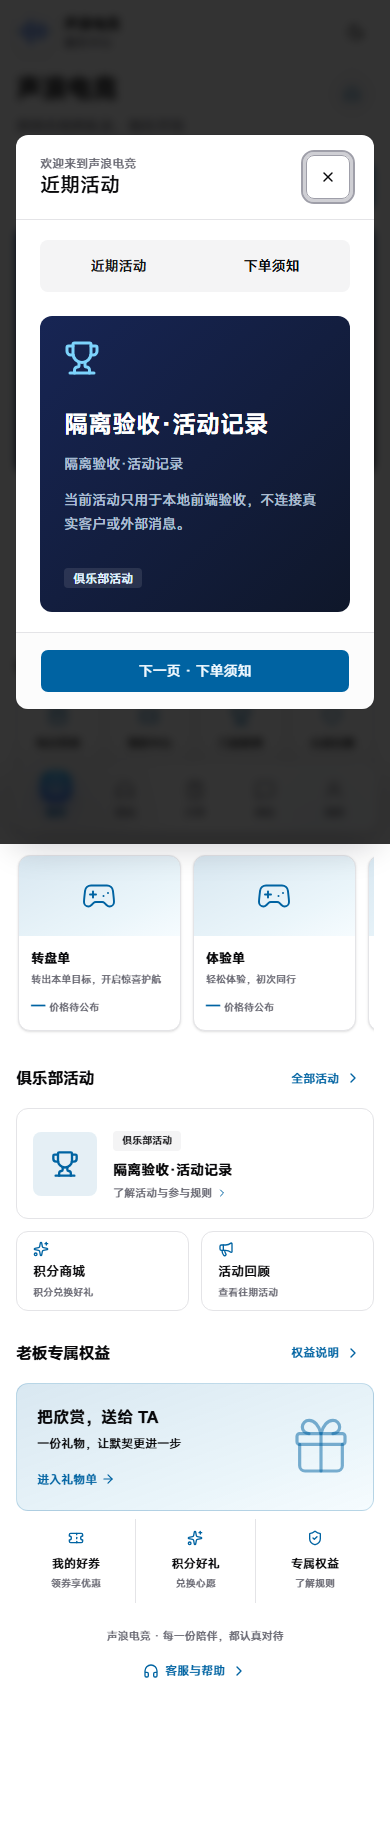 声浪电竞
欢迎来到声浪电竞
近期活动
近期活动
下单须知
隔离验收·活动记录
隔离验收·活动记录
当前活动只用于本地前端验收，不连接真
实客户或外部消息。
俱乐部活动
下一页 · 下单须知
转盘单
转出本单目标，开启惊喜护航
价格待公布
体验单
轻松体验，初次同行
价格待公布
俱乐部活动
全部活动
俱乐部活动
隔离验收·活动记录
了解活动与参与规则
积分商城
积分兑换好礼
活动回顾
查看往期活动
老板专属权益
权益说明
把欣赏，送给 TA
一份礼物，让默契更进一步
进入礼物单
我的好券
领券享优惠
积分好礼
兑换心愿
专属权益
了解规则
声浪电竞 · 每一份陪伴，都认真对待
客服与帮助